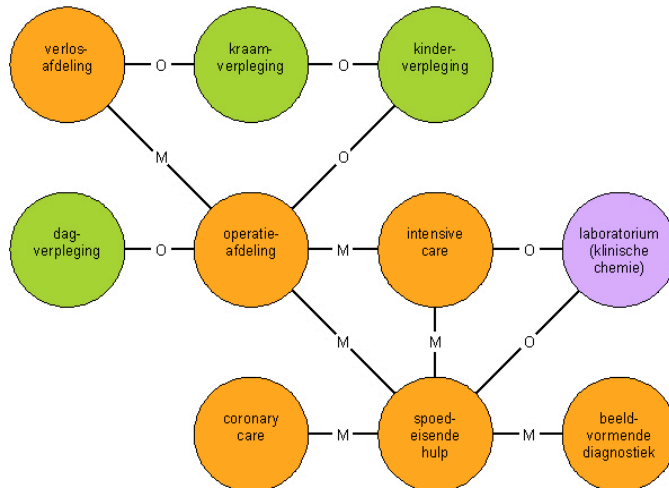 verlos-
afdeling
O
kraam-
verpleging
O
kinder-
verpleging
M
O
dag-
verpleging
O
operatie-
afdeling
M
intensive
care
O
laboratorium
(klinische
chemie)
M
M
O
coronary
care
M
spoed-
eisende
hulp
M
beeld-
vormende
diagnostiek